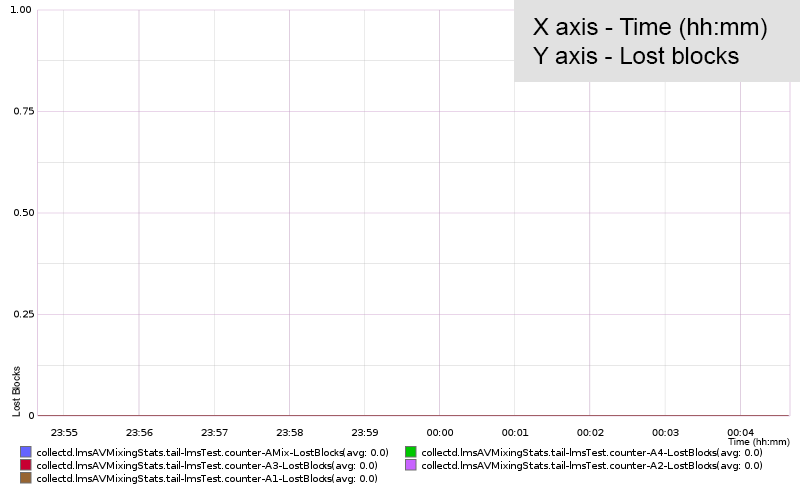 X axis - Time (hh:mm)
Y axis - Lost blocks
1.00
0.75
0.50
0.25
0
Lost Blocks
23:55 23:56 23:57 23:58 23:59 00:00 00:01 00:02 00:03 00:04
Time (hh:mm)
collectd.lmsAVMixingStats.tail-lmsTest.counter-AMix-LostBlocks(avg: 0.0) collectd.lmsAVMixingStats.tail-lmsTest.counter-A4-LostBlocks(avg: 0.0)
collectd.lmsAVMixingStats.tail-lmsTest.counter-A3-LostBlocks(avg: 0.0) collectd.lmsAVMixingStats.tail-lmsTest.counter-A2-LostBlocks(avg: 0.0)
collectd.lmsAVMixingStats.tail-lmsTest.counter-A1-LostBlocks(avg: 0.0)